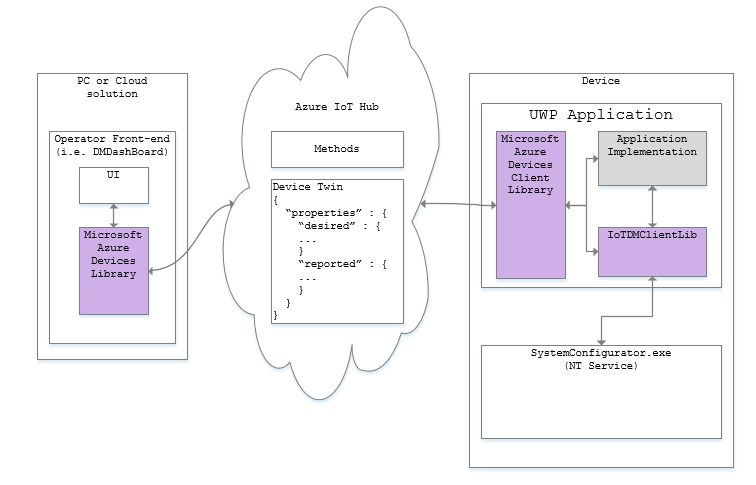 PC or Cloud
solution
Operator Front-end
(i.e. DMDashBoard)
UI
Microsoft
Azure
Devices
Library
Azure IoT Hub
Methods
Device Twin
{
“properties” : {
“desired” : {
...
}
“reported” : {
...
}
}
}
Device
UWP Application
Microsoft
Azure
Devices
Client
Library
Application
Implementation
IoTDMClientLib
SystemConfigurator.exe
(NT Service)